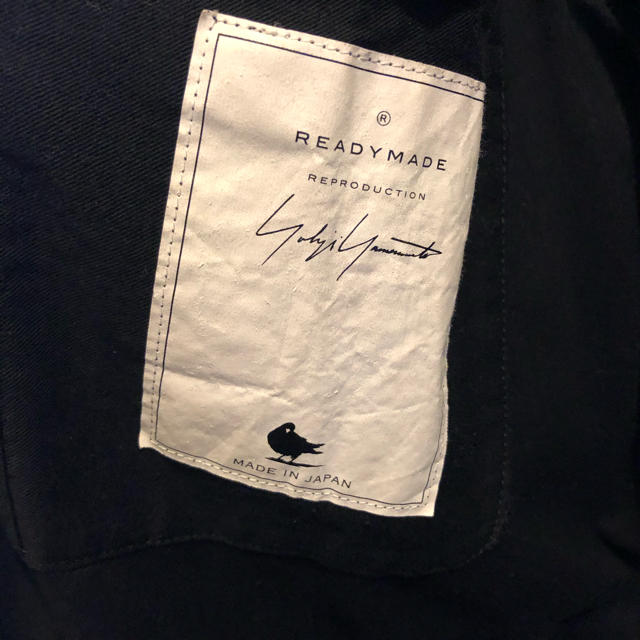 ®
READYMADE
REPRODUCTION
Yohji Yamamoto
MADE IN JAPAN